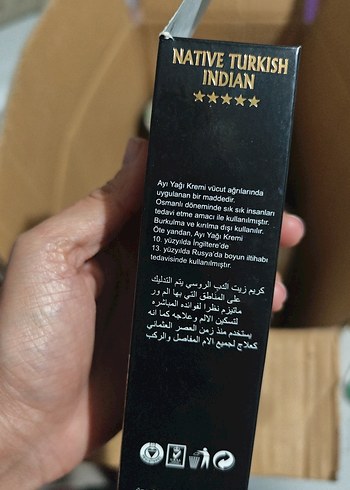 NATIVE TURKISH
INDIAN
Ayı Yağı Kremi vücut ağrılarında
uygulanan bir maddedir.
Osmanlı döneminde sık sık insanları
tedavi etme amacı ile kullanılmıştır.
Burkulma ve kırılma dışı kullanılır.
Öte yandan, Ayı Yağı Kremi
10. yüzyılda İngiltere'de
13. yüzyılda Rusya'da boyun iltihabı
tedavisinde kullanılmıştır.
كريم زيت الدب الروسي يتم التدليك
على المناطق التي بها الم ور
ماتيزم نظرا لفوائده المباشره
لتسكين الالم وعلاجه كما انه
يستخدم منذ زمن العصر العثماني
كعلاج لجميع الام المفاصل والركب